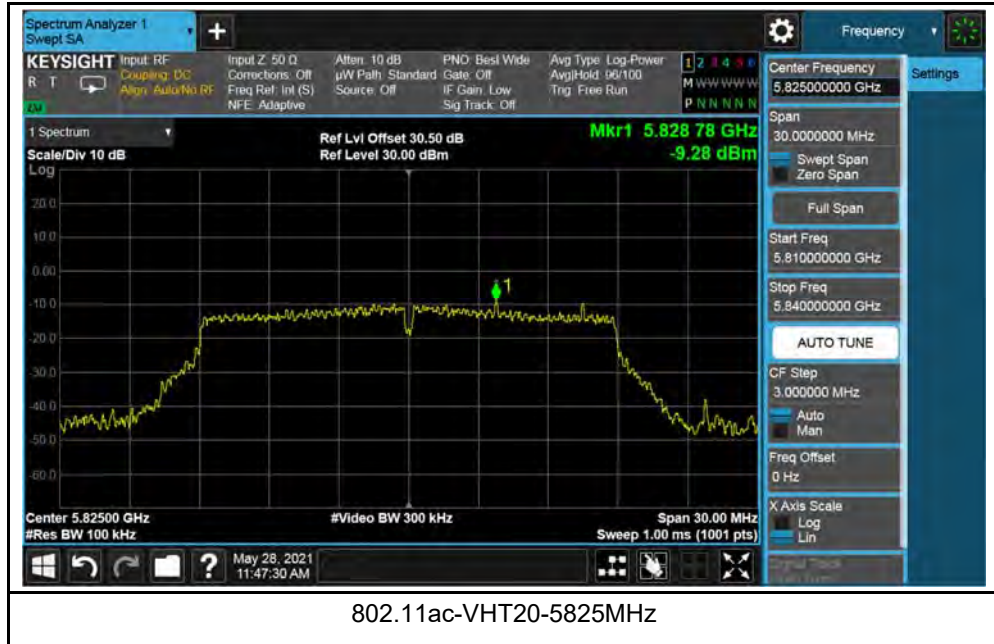 Spectrum Analyzer 1
Swept SA
+
Frequency
KEYSIGHT
R T
Input: RF
Coupling: DC
Align: Auto/No RF
Input Z: 50 Ω
Corrections: Off
Freq Ref: Int (S)
NFE: Adaptive
Atten: 10 dB
µW Path: Standard
Source: Off
PNO: Best Wide
Gate: Off
IF Gain: Low
Sig Track: Off
Avg Type: Log-Power
Avg|Hold: 96/100
Trig: Free Run
1 2 3 4 5 6
M W W W W W
P N N N N N
1 Spectrum
Scale/Div 10 dB
Ref Lvl Offset 30.50 dB
Ref Level 30.00 dBm
Mkr1 5.828 78 GHz
-9.28 dBm
Log
20.0
10.0
0.00
-10.0
-20.0
-30.0
-40.0
-50.0
-60.0
1
Center 5.82500 GHz
#Res BW 100 kHz
#Video BW 300 kHz
Span 30.00 MHz
Sweep 1.00 ms (1001 pts)
Center Frequency
5.825000000 GHz
Settings
Span
30.0000000 MHz
Swept Span
Zero Span
Full Span
Start Freq
5.810000000 GHz
Stop Freq
5.840000000 GHz
AUTO TUNE
CF Step
3.000000 MHz
Auto
Man
Freq Offset
0 Hz
X Axis Scale
Log
Lin
Signal Track
?
May 28, 2021
11:47:30 AM
802.11ac-VHT20-5825MHz